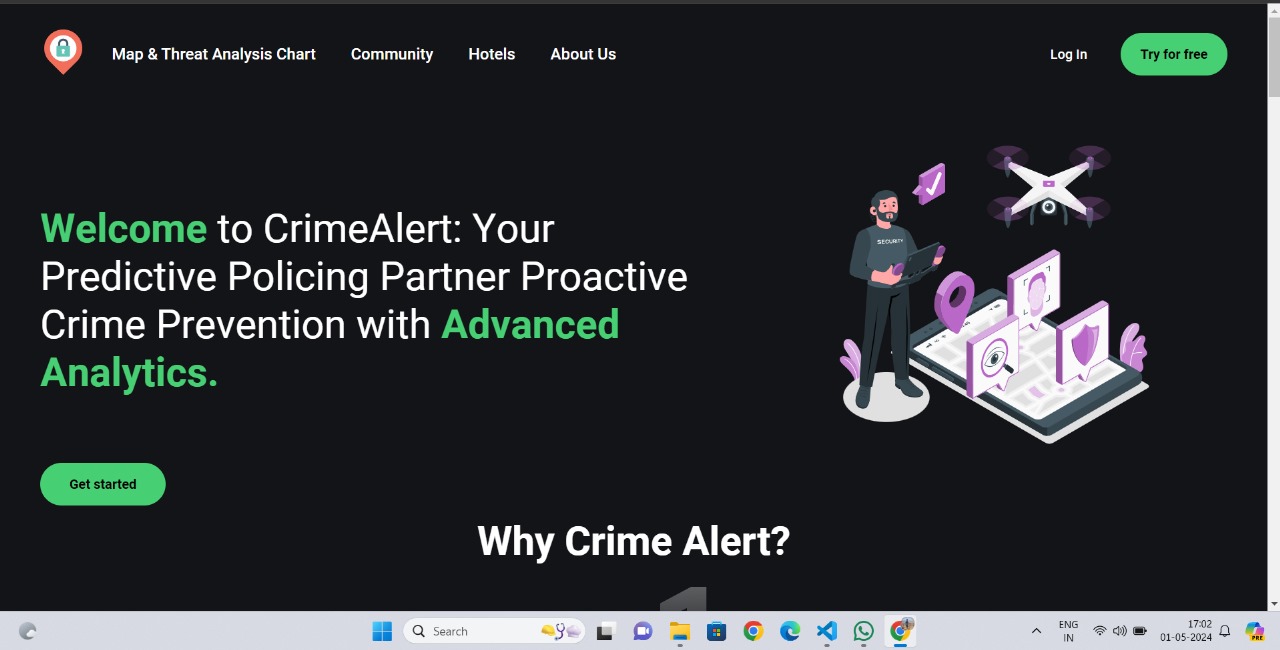 Map & Threat Analysis Chart Community Hotels About Us Log In Try for free
SECURITY
Welcome to CrimeAlert: Your
Predictive Policing Partner Proactive
Crime Prevention with Advanced
Analytics.
Get started
Why Crime Alert?
1
Search
ENG
IN
17:02
01-05-2024
PRE